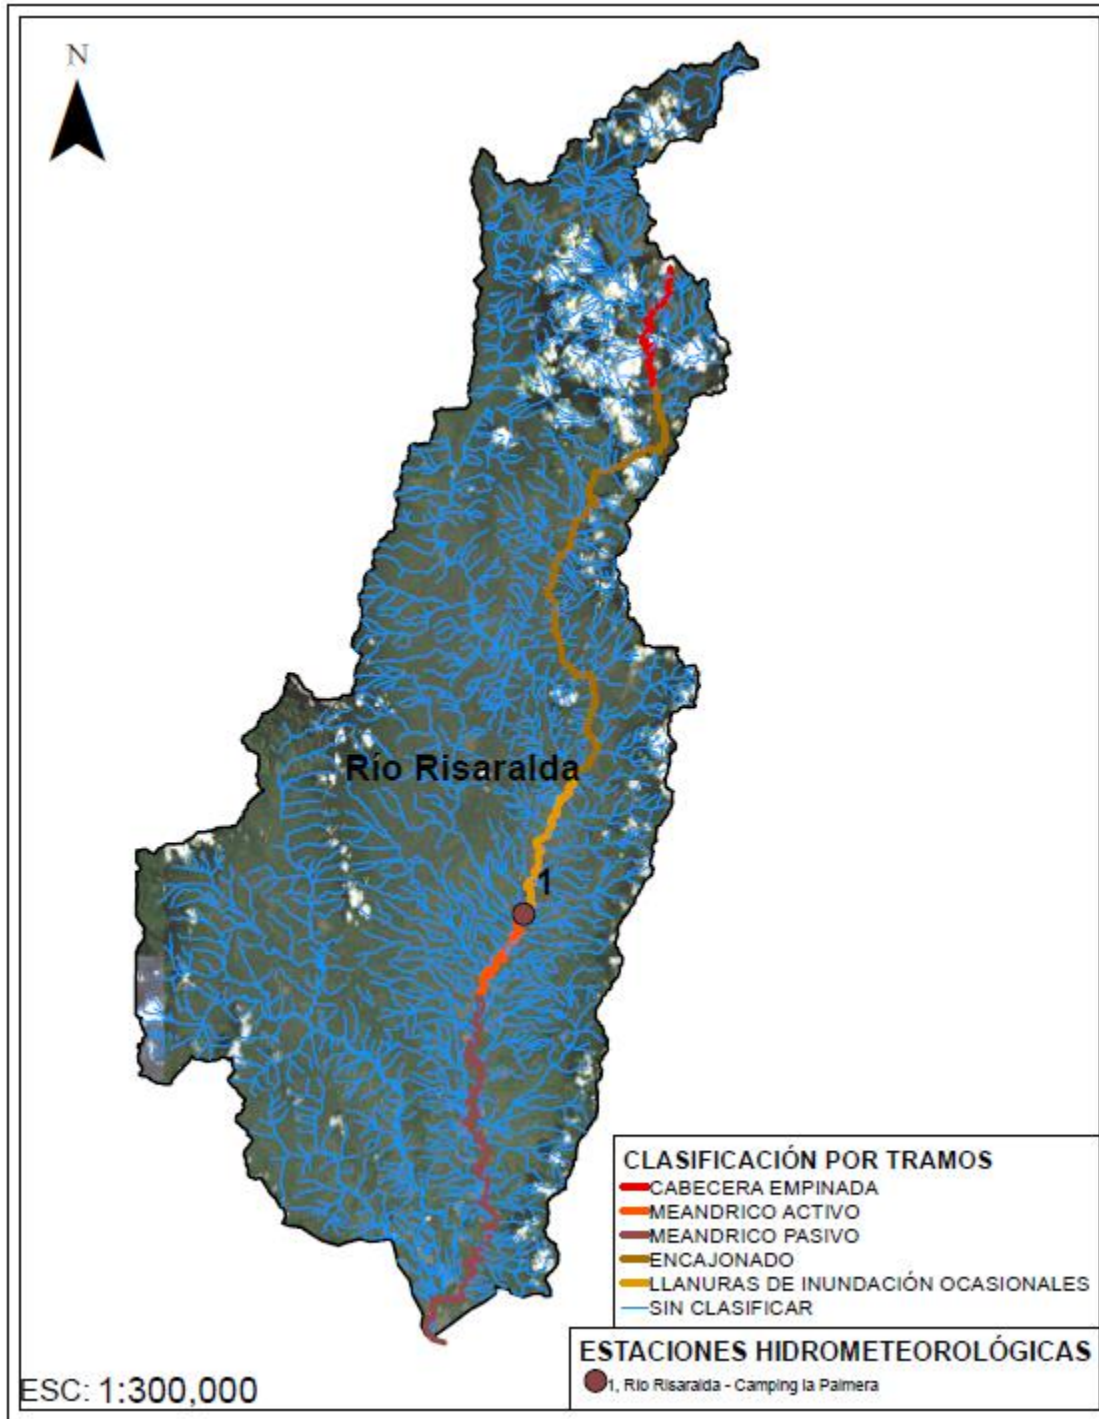 N
Río Risaralda
1
CLASIFICACIÓN POR TRAMOS
CABECERA EMPINADA
MEANDRICO ACTIVO
MEANDRICO PASIVO
ENCAJONADO
LLANURAS DE INUNDACIÓN OCASIONALES
SIN CLASIFICAR
ESTACIONES HIDROMETEOROLÓGICAS
1, Río Risaralda - Camping la Palmera
ESC: 1:300,000